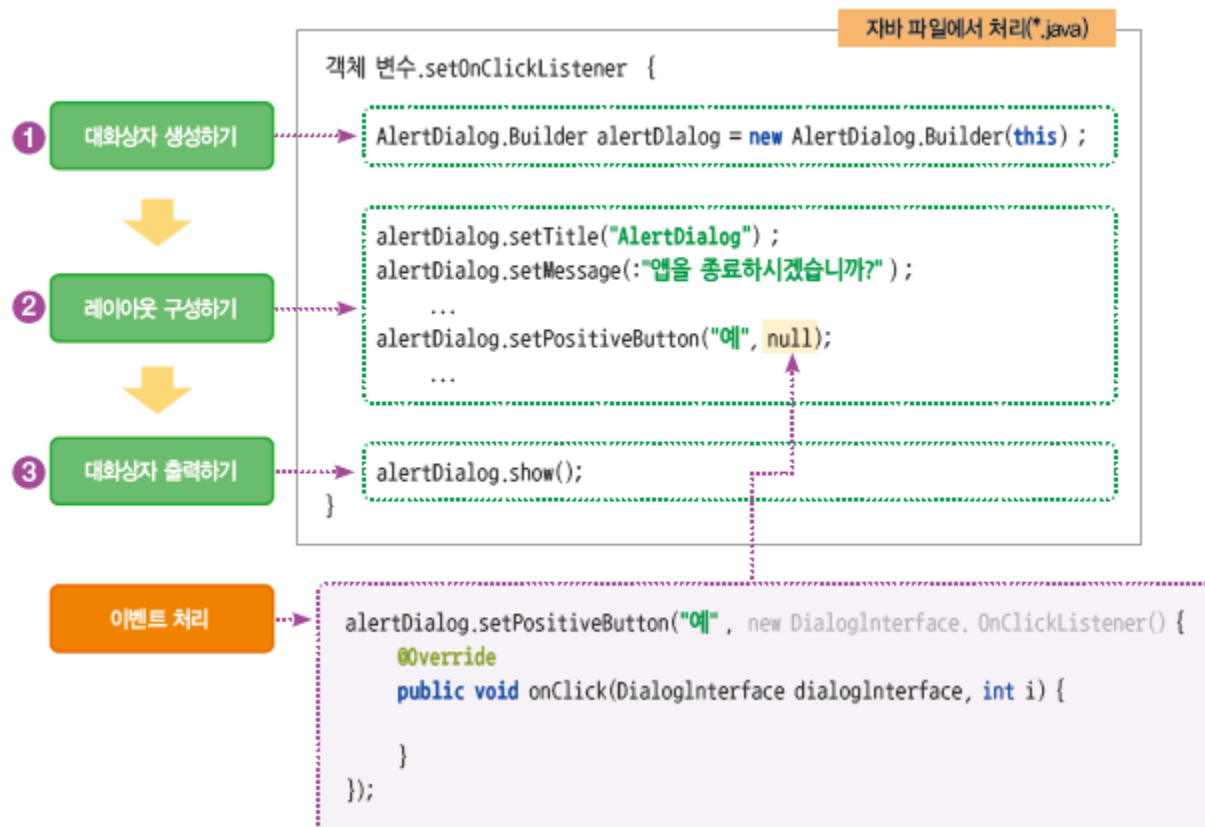 자바 파일에서 처리(*.java)
객체 변수.setOnClickListener {
1 대화상자 생성하기
AlertDialog.Builder alertDlalog = new AlertDialog.Builder(this) ;
alertDialog.setTitle("AlertDialog") ;
alertDialog.setMessage(:"앱을 종료하시겠습니까?" ) ;
2 레이아웃 구성하기
...
alertDialog.setPositiveButton("예", null);
...
3 대화상자 출력하기
alertDialog.show();
}
이벤트 처리
alertDialog.setPositiveButton("예" , new Dialoglnterface. OnClickListener() {
@Override
public void onClick(Dialoglnterface dialoglnterface, int i) {
}
});